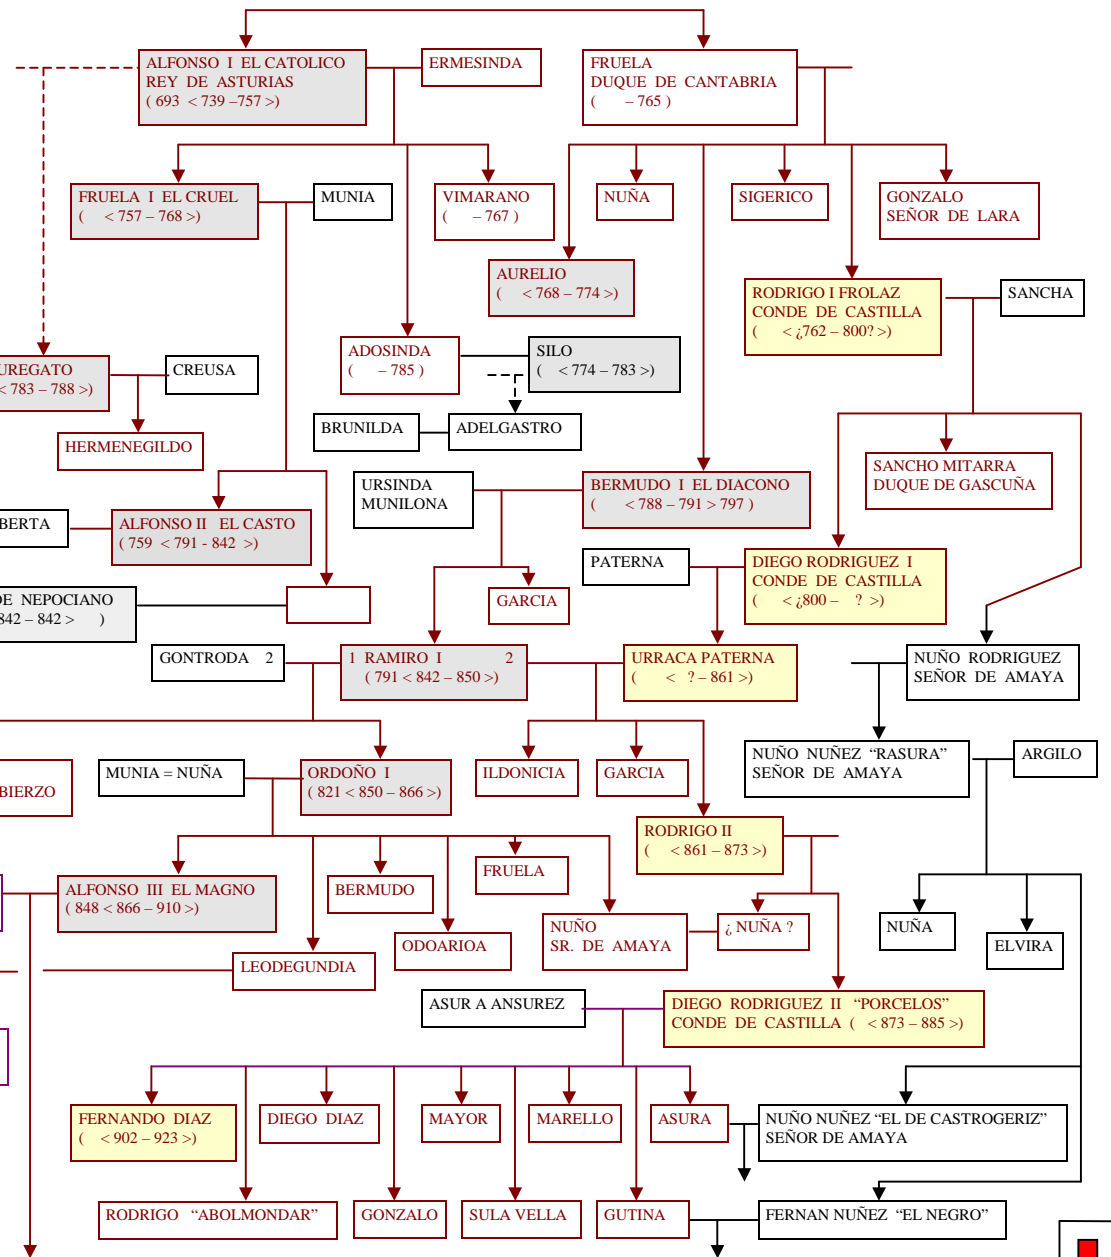 ALFONSO I EL CATOLICO
REY DE ASTURIAS
( 693 < 739 –757 >)
ERMESINDA
FRUELA
DUQUE DE CANTABRIA
( – 765 )
FRUELA I EL CRUEL
( < 757 – 768 >)
MUNIA
VIMARANO
( – 767 )
NUÑA
SIGERICO
GONZALO
SEÑOR DE LARA
AURELIO
( < 768 – 774 >)
RODRIGO I FROLAZ
CONDE DE CASTILLA
( < ¿762 – 800? >)
SANCHA
UREGATO
< 783 – 788 >)
CREUSA
ADOSINDA
( – 785 )
SILO
( < 774 – 783 >)
HERMENEGILDO
BRUNILDA
ADELGASTRO
SANCHO MITARRA
DUQUE DE GASCUÑA
URSINDA
MUNILONA
BERMUDO I EL DIACONO
( < 788 – 791 > 797 )
BERTA
ALFONSO II EL CASTO
(759 < 791 - 842 >)
PATERNA
DIEGO RODRIGUEZ I
CONDE DE CASTILLA
( < ¿800 – ? >)
DE NEPOCIANO
842 – 842 > )
GARCIA
GONTRODA 2
1 RAMIRO I 2
( 791 < 842 – 850 >)
URRACA PATERNA
( < ? – 861 >)
NUÑO RODRIGUEZ
SEÑOR DE AMAYA
BIERZO
MUNIA = NUÑA
ORDOÑO I
( 821 < 850 – 866 >)
ILDONICIA
GARCIA
NUÑO NUÑEZ “RASURA”
SEÑOR DE AMAYA
ARGILO
RODRIGO II
( < 861 – 873 >)
ALFONSO III EL MAGNO
( 848 < 866 – 910 >)
BERMUDO
FRUELA
ODOARIOA
NUÑO
SR. DE AMAYA
¿ NUÑA ?
NUÑA
ELVIRA
LEODEGUNDIA
ASUR A ANSUREZ
DIEGO RODRIGUEZ II “PORCELOS”
CONDE DE CASTILLA ( < 873 – 885 >)
FERNANDO DIAZ
( < 902 – 923 >)
DIEGO DIAZ
MAYOR
MARELLO
ASURA
NUÑO NUÑEZ “EL DE CASTROGERIZ”
SEÑOR DE AMAYA
RODRIGO “ABOLMONDAR”
GONZALO
SULA VELLA
GUTINA
FERNAN NUÑEZ “EL NEGRO”